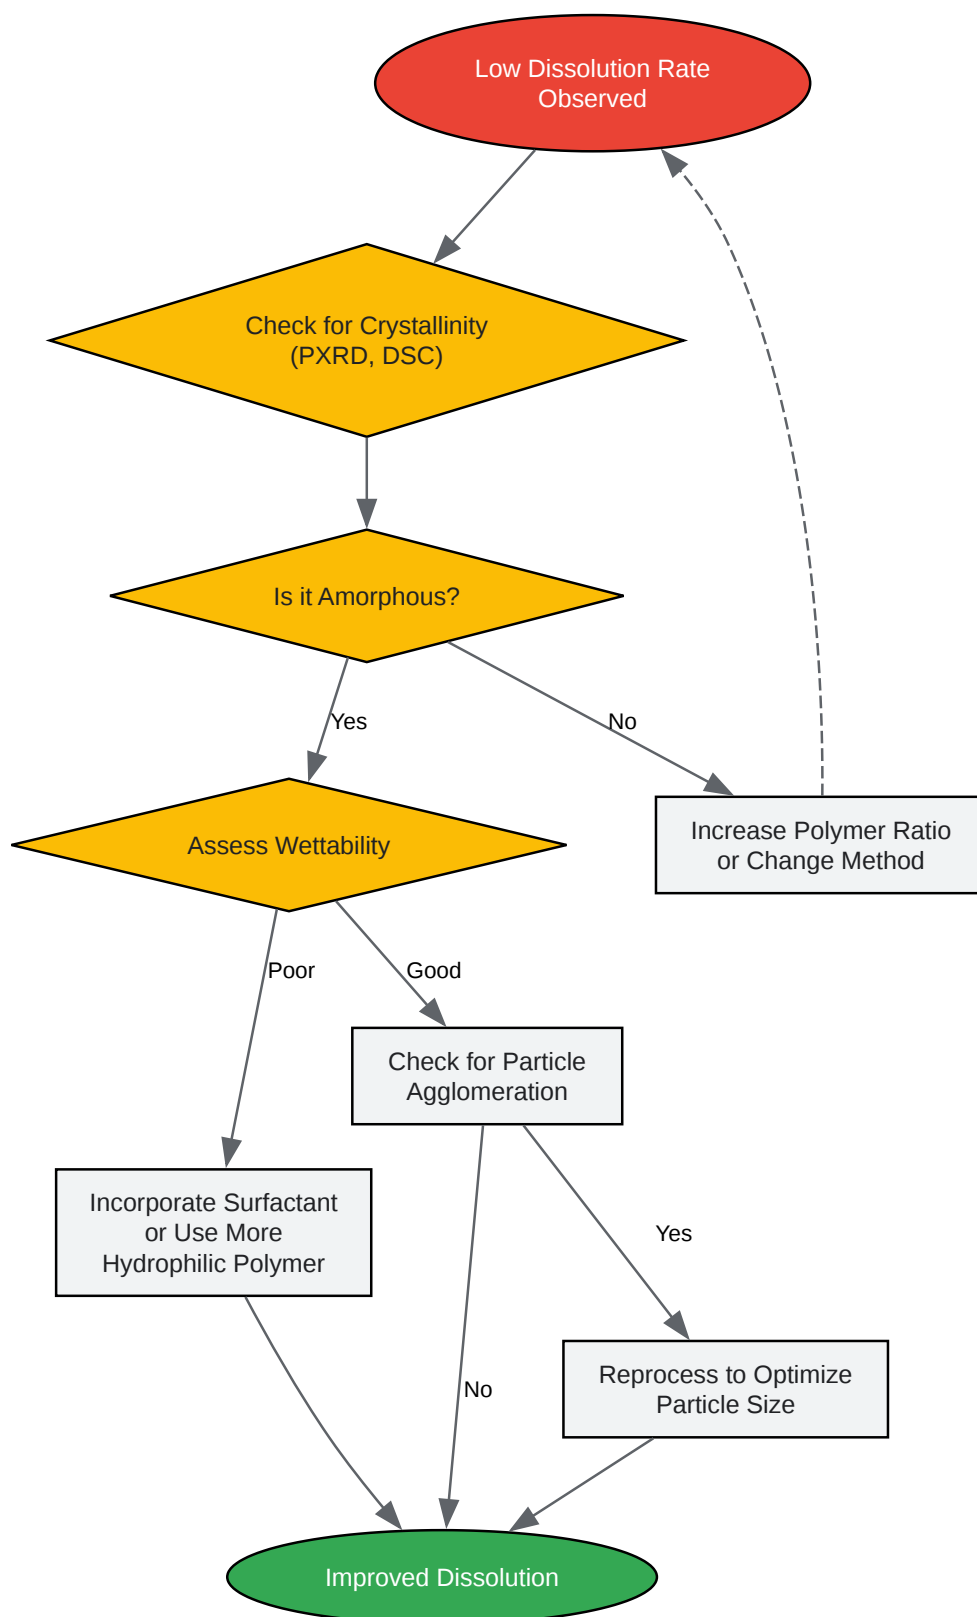 Low Dissolution Rate
Observed
Check for Crystallinity
(PXRD, DSC)
Is it Amorphous?
Yes
No
Increase Polymer Ratio
or Change Method
Assess Wettability
Poor
Good
Check for Particle
Agglomeration
Incorporate Surfactant
or Use More
Hydrophilic Polymer
Yes
No
Reprocess to Optimize
Particle Size
Improved Dissolution